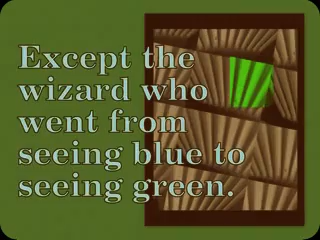 Except the
wizard who
went from
seeing blue to
seeing green.